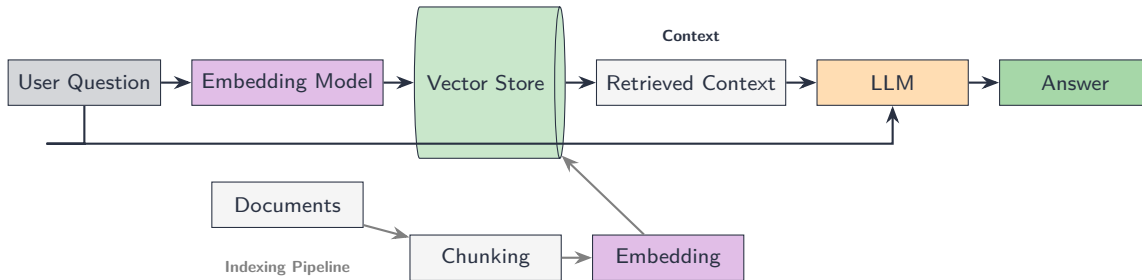 Context
User Question
Embedding Model
Vector Store
Retrieved Context
LLM
Answer
Documents
Chunking
Embedding
Indexing Pipeline